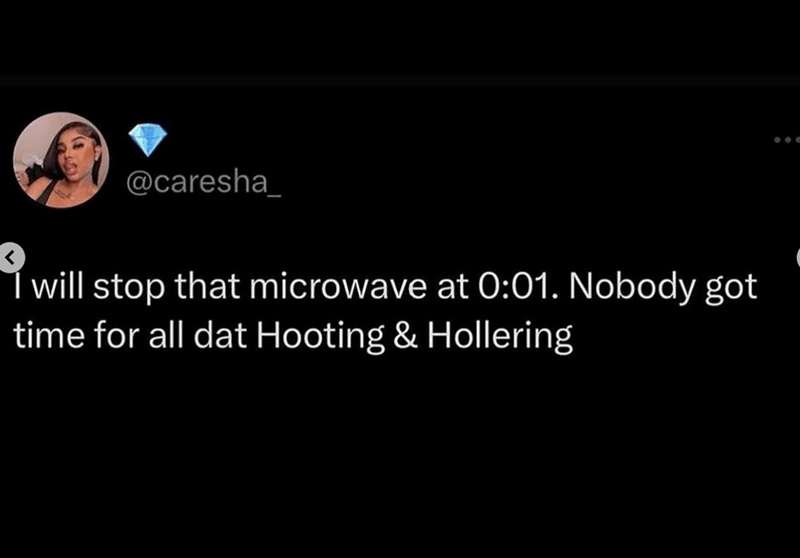 @caresha_
I will stop that microwave at 0:01. Nobody got
time for all dat Hooting & Hollering